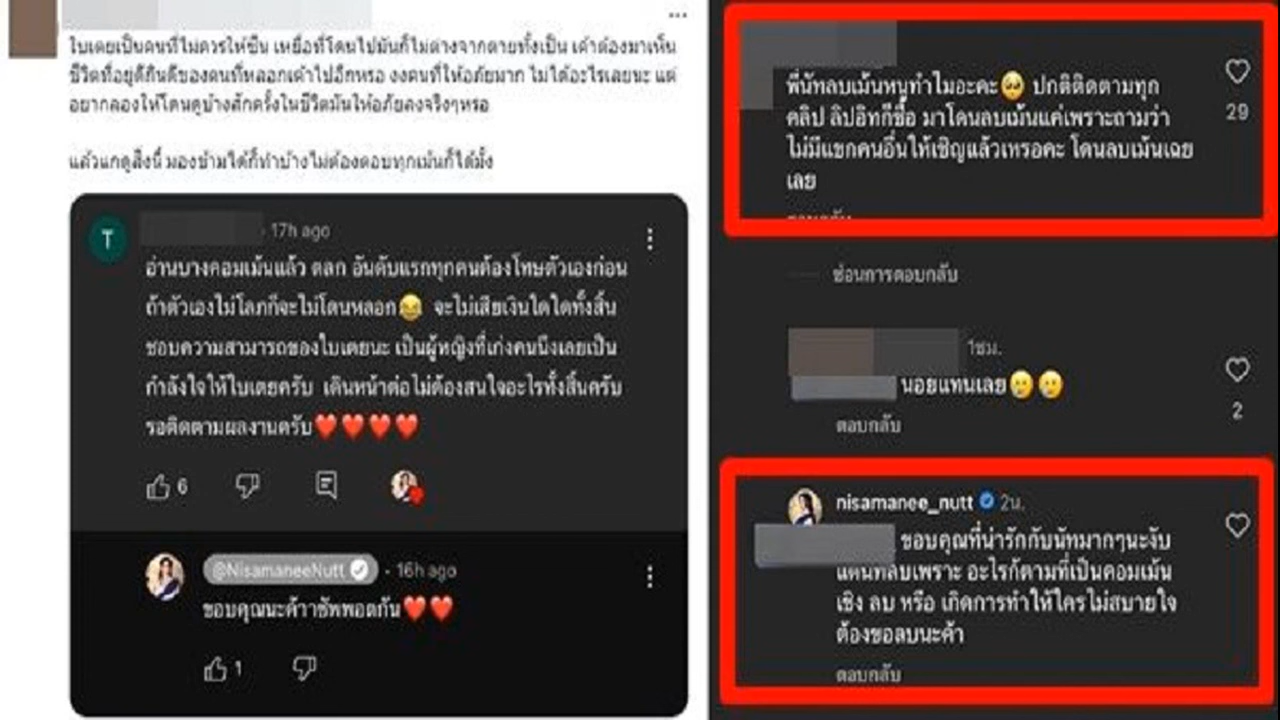 ใบเตยเป็นคนที่ไม่ควรให้ซีน เหยื่อที่โดนไปมันก็ไม่ต่างจากตายทั้งเป็น เค้าต้องมาเห็น
ชีวิตที่อยู่ดีกินดีของคนที่หลอกเค้าไปอีกหรอ งงคนที่ให้อภัยมาก ไม่ได้อะไรเลยนะ แต่
อยากลองให้โดนดูบ้างสักครั้งในชีวิตมันให้อภัยลงจริงๆหรอ
แล้วแกดูสิ่งนี้ มองข้ามได้ก็ทำบ้างไม่ต้องตอบทุกเม้นก็ได้มั้ง
T
· 17h ago
อ่านบางคอมเม้นแล้ว ตลก อันดับแรกทุกคนต้องโทษตัวเองก่อน
ถ้าตัวเองไม่โลภก็จะไม่โดนหลอก😂 จะไม่เสียเงินใดใดทั้งสิ้น
ชอบความสามารถของใบเตยนะ เป็นผู้หญิงที่เก่งคนนึงเลยเป็น
กำลังใจให้ใบเตยครับ เดินหน้าต่อไม่ต้องสนใจอะไรทั้งสิ้นครับ
รอติดตามผลงานครับ❤️❤️❤️❤️
6
@NisamaneeNutt · 16h ago
ขอบคุณนะค้าาซัพพอตกัน❤️❤️
1
พี่นัทลบเม้นหนูทำไมอะคะ🥺 ปกติติดตามทุก
คลิป ลิปอิทก็ซื้อ มาโดนลบเม้นแค่เพราะถามว่า
ไม่มีแขกคนอื่นให้เชิญแล้วเหรอคะ โดนลบเม้นเฉย
เลย
29
ซ่อนการตอบกลับ
1ชม.
นอยแทนเลย🥲🥲
2
ตอบกลับ
nisamanee_nutt 2น.
ขอบคุณที่น่ารักกับนัทมากๆนะงับ
แต่นัทลบเพราะ อะไรก็ตามที่เป็นคอมเม้น
เชิง ลบ หรือ เกิดการทำให้ใครไม่สบายใจ
ต้องขอลบนะค้า
ตอบกลับ